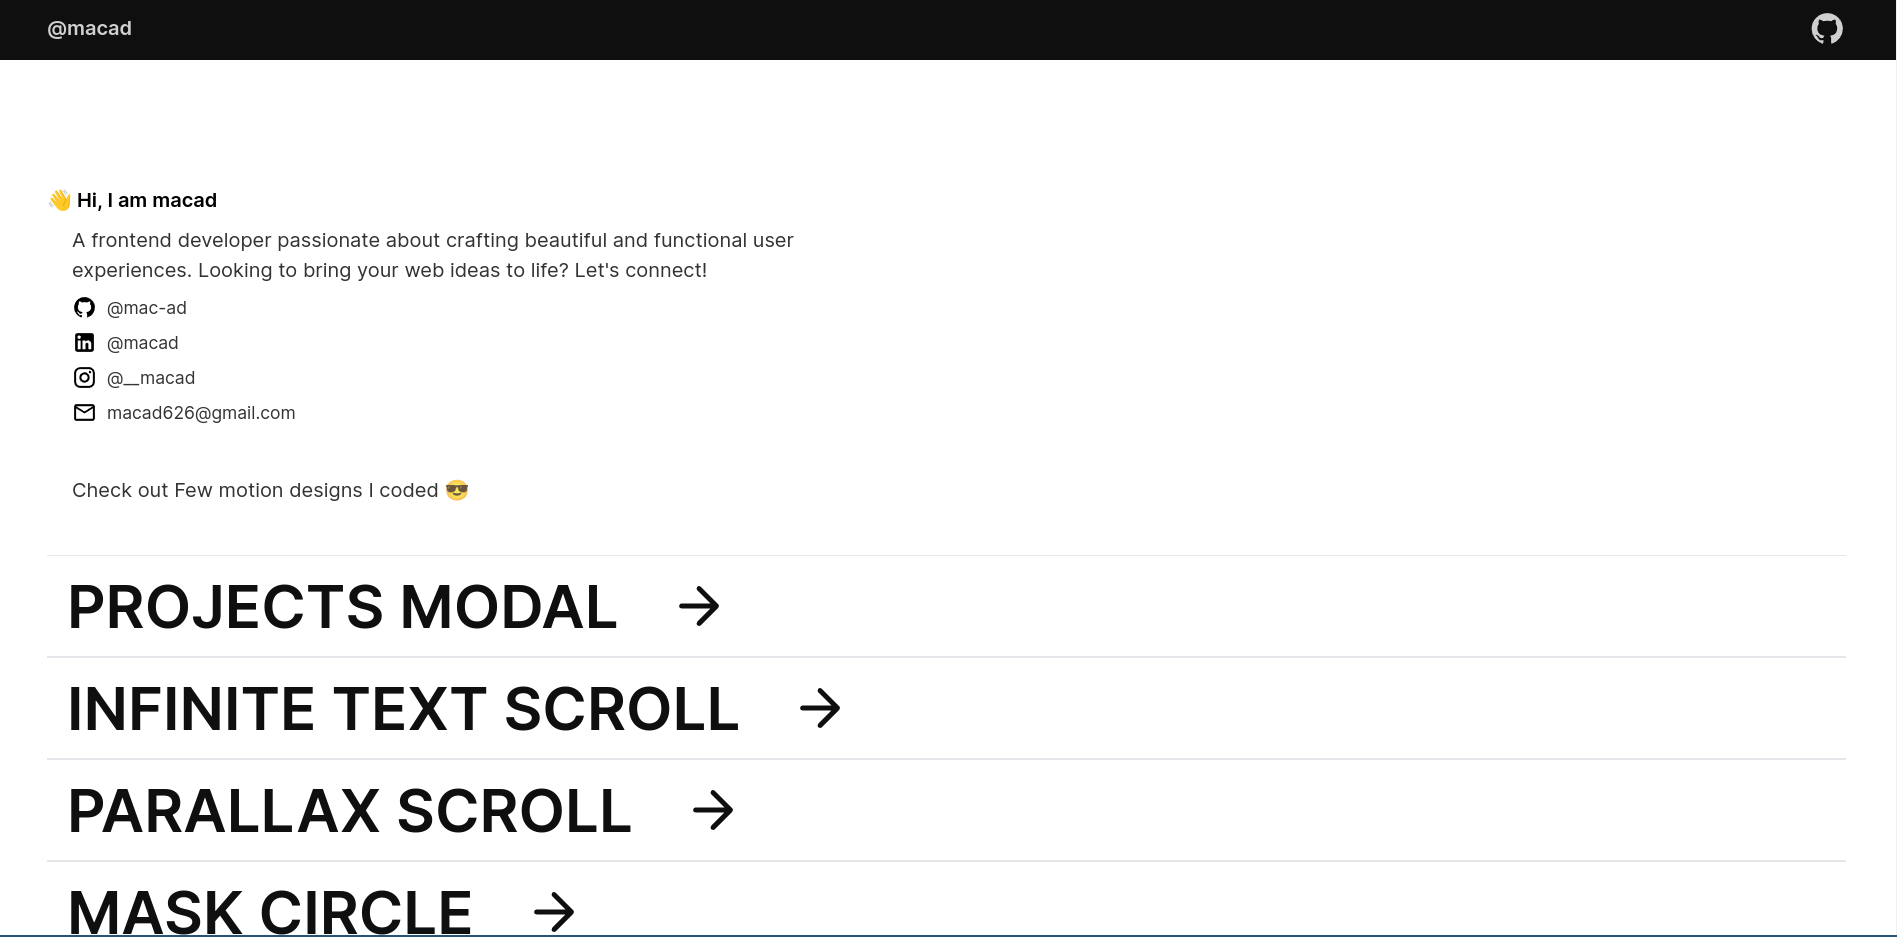 @macad
👋 Hi, I am macad
A frontend developer passionate about crafting beautiful and functional user
experiences. Looking to bring your web ideas to life? Let's connect!
@mac-ad
@macad
@__macad
macad626@gmail.com
Check out Few motion designs I coded 😎
PROJECTS MODAL →
INFINITE TEXT SCROLL →
PARALLAX SCROLL →
MASK CIRCLE →